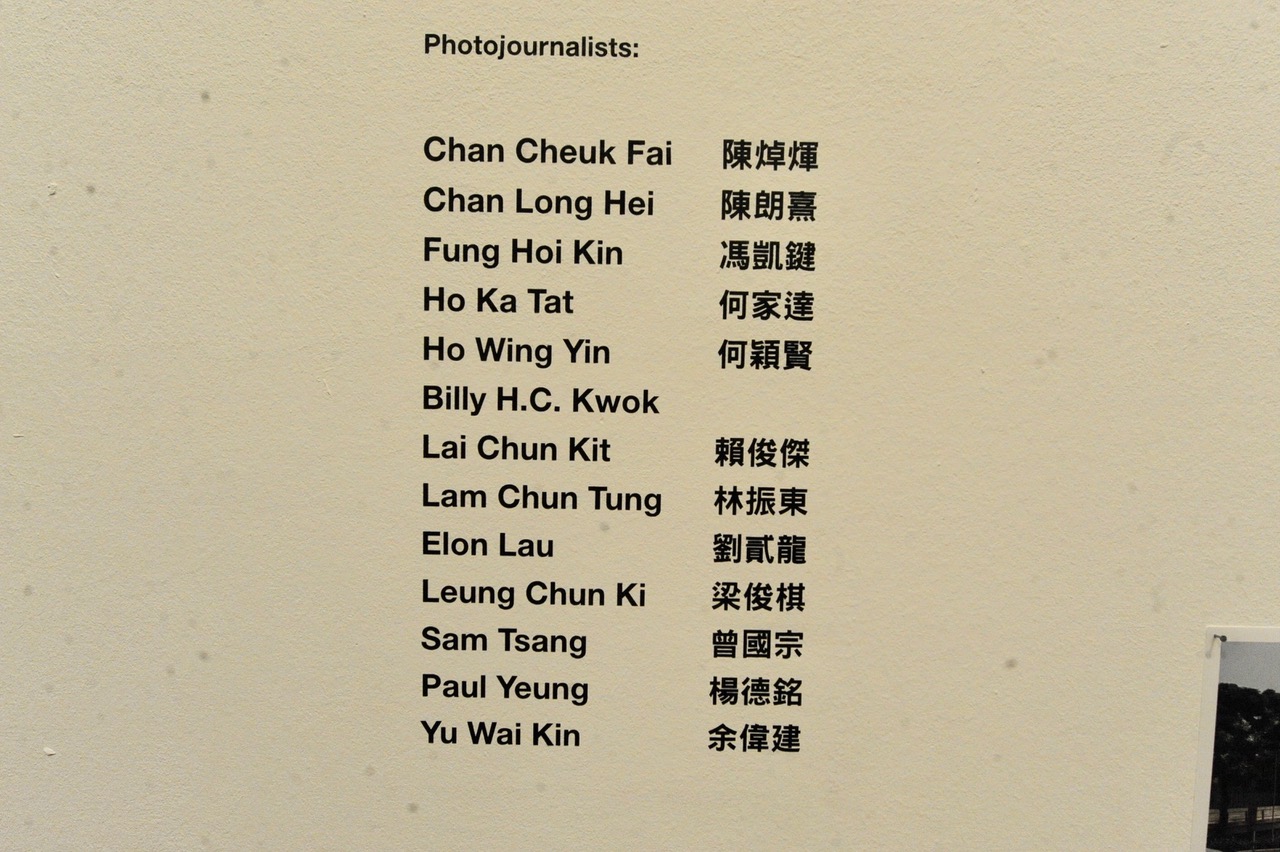 Photojournalists:
Chan Cheuk Fai 陳焯煇
Chan Long Hei 陳朗熹
Fung Hoi Kin 馮凱鍵
Ho Ka Tat 何家達
Ho Wing Yin 何穎賢
Billy H.C. Kwok
Lai Chun Kit 賴俊傑
Lam Chun Tung 林振東
Elon Lau 劉貳龍
Leung Chun Ki 梁俊棋
Sam Tsang 曾國宗
Paul Yeung 楊德銘
Yu Wai Kin 余偉建